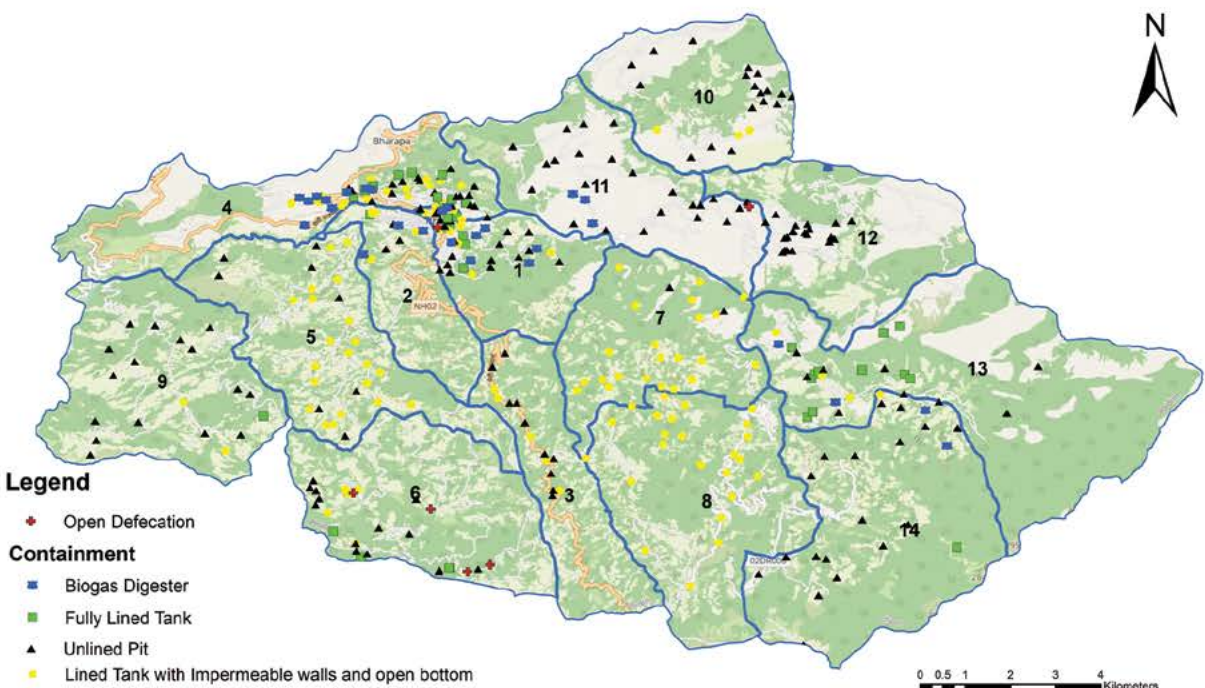 N
Bharapa
10
11
4
12
1
2
NH02
7
5
13
9
6
3
8
14
02DR006
Legend
Open Defecation
Containment
Biogas Digester
Fully Lined Tank
Unlined Pit
Lined Tank with Impermeable walls and open bottom
0 0.5 1 2 3 4
Kilometers